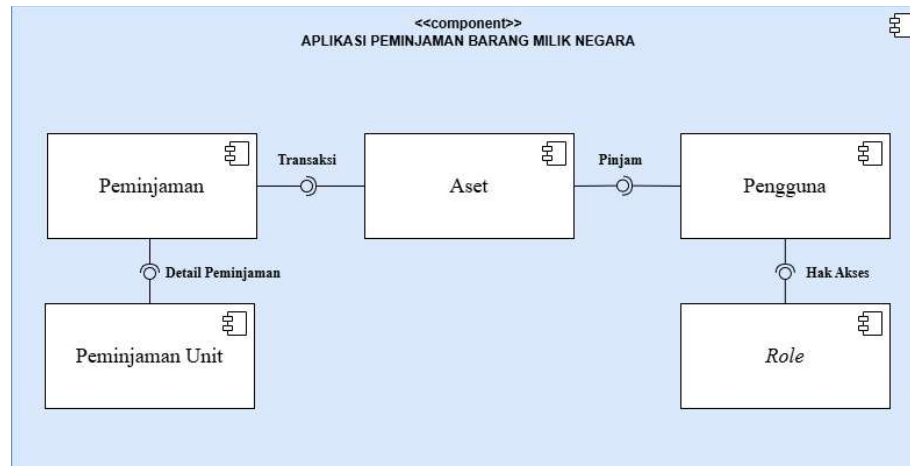 <<component>>
APLIKASI PEMINJAMAN BARANG MILIK NEGARA
Peminjaman
Transaksi
Aset
Pinjam
Pengguna
Detail Peminjaman
Hak Akses
Peminjaman Unit
Role